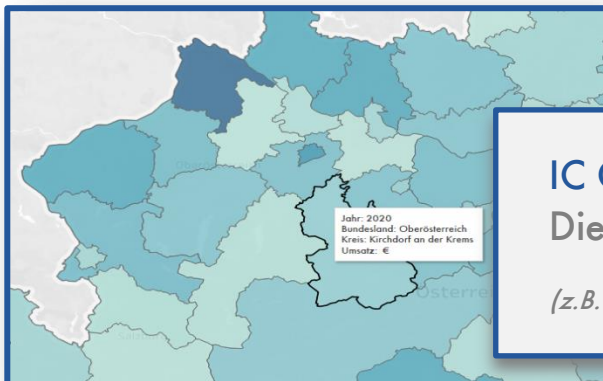 Jahr: 2020
Bundesland: Oberösterreich
Kreis: Kirchdorf an der Krems
Umsatz: €
IC
Die
(z.B.